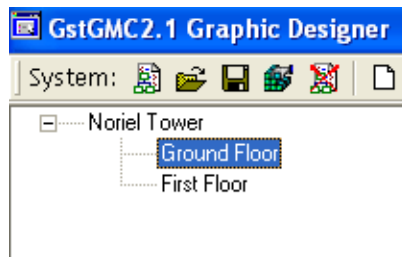 GstGMC2.1 Graphic Designer
System:
Noriel Tower
Ground Floor
First Floor